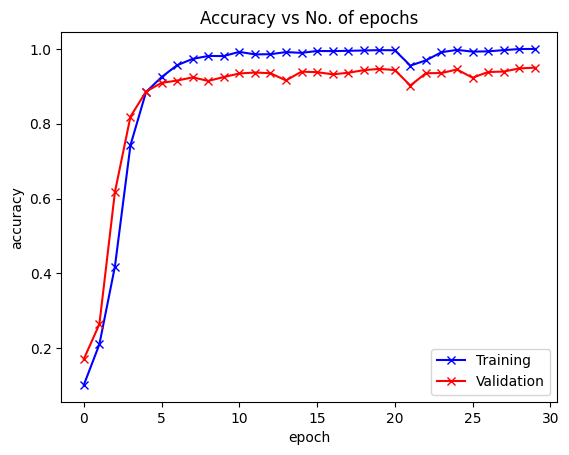 Accuracy vs No. of epochs
1.0
0.8
0.6
0.4
0.2
accuracy
0 5 10 15 20 25 30
epoch
Training
Validation